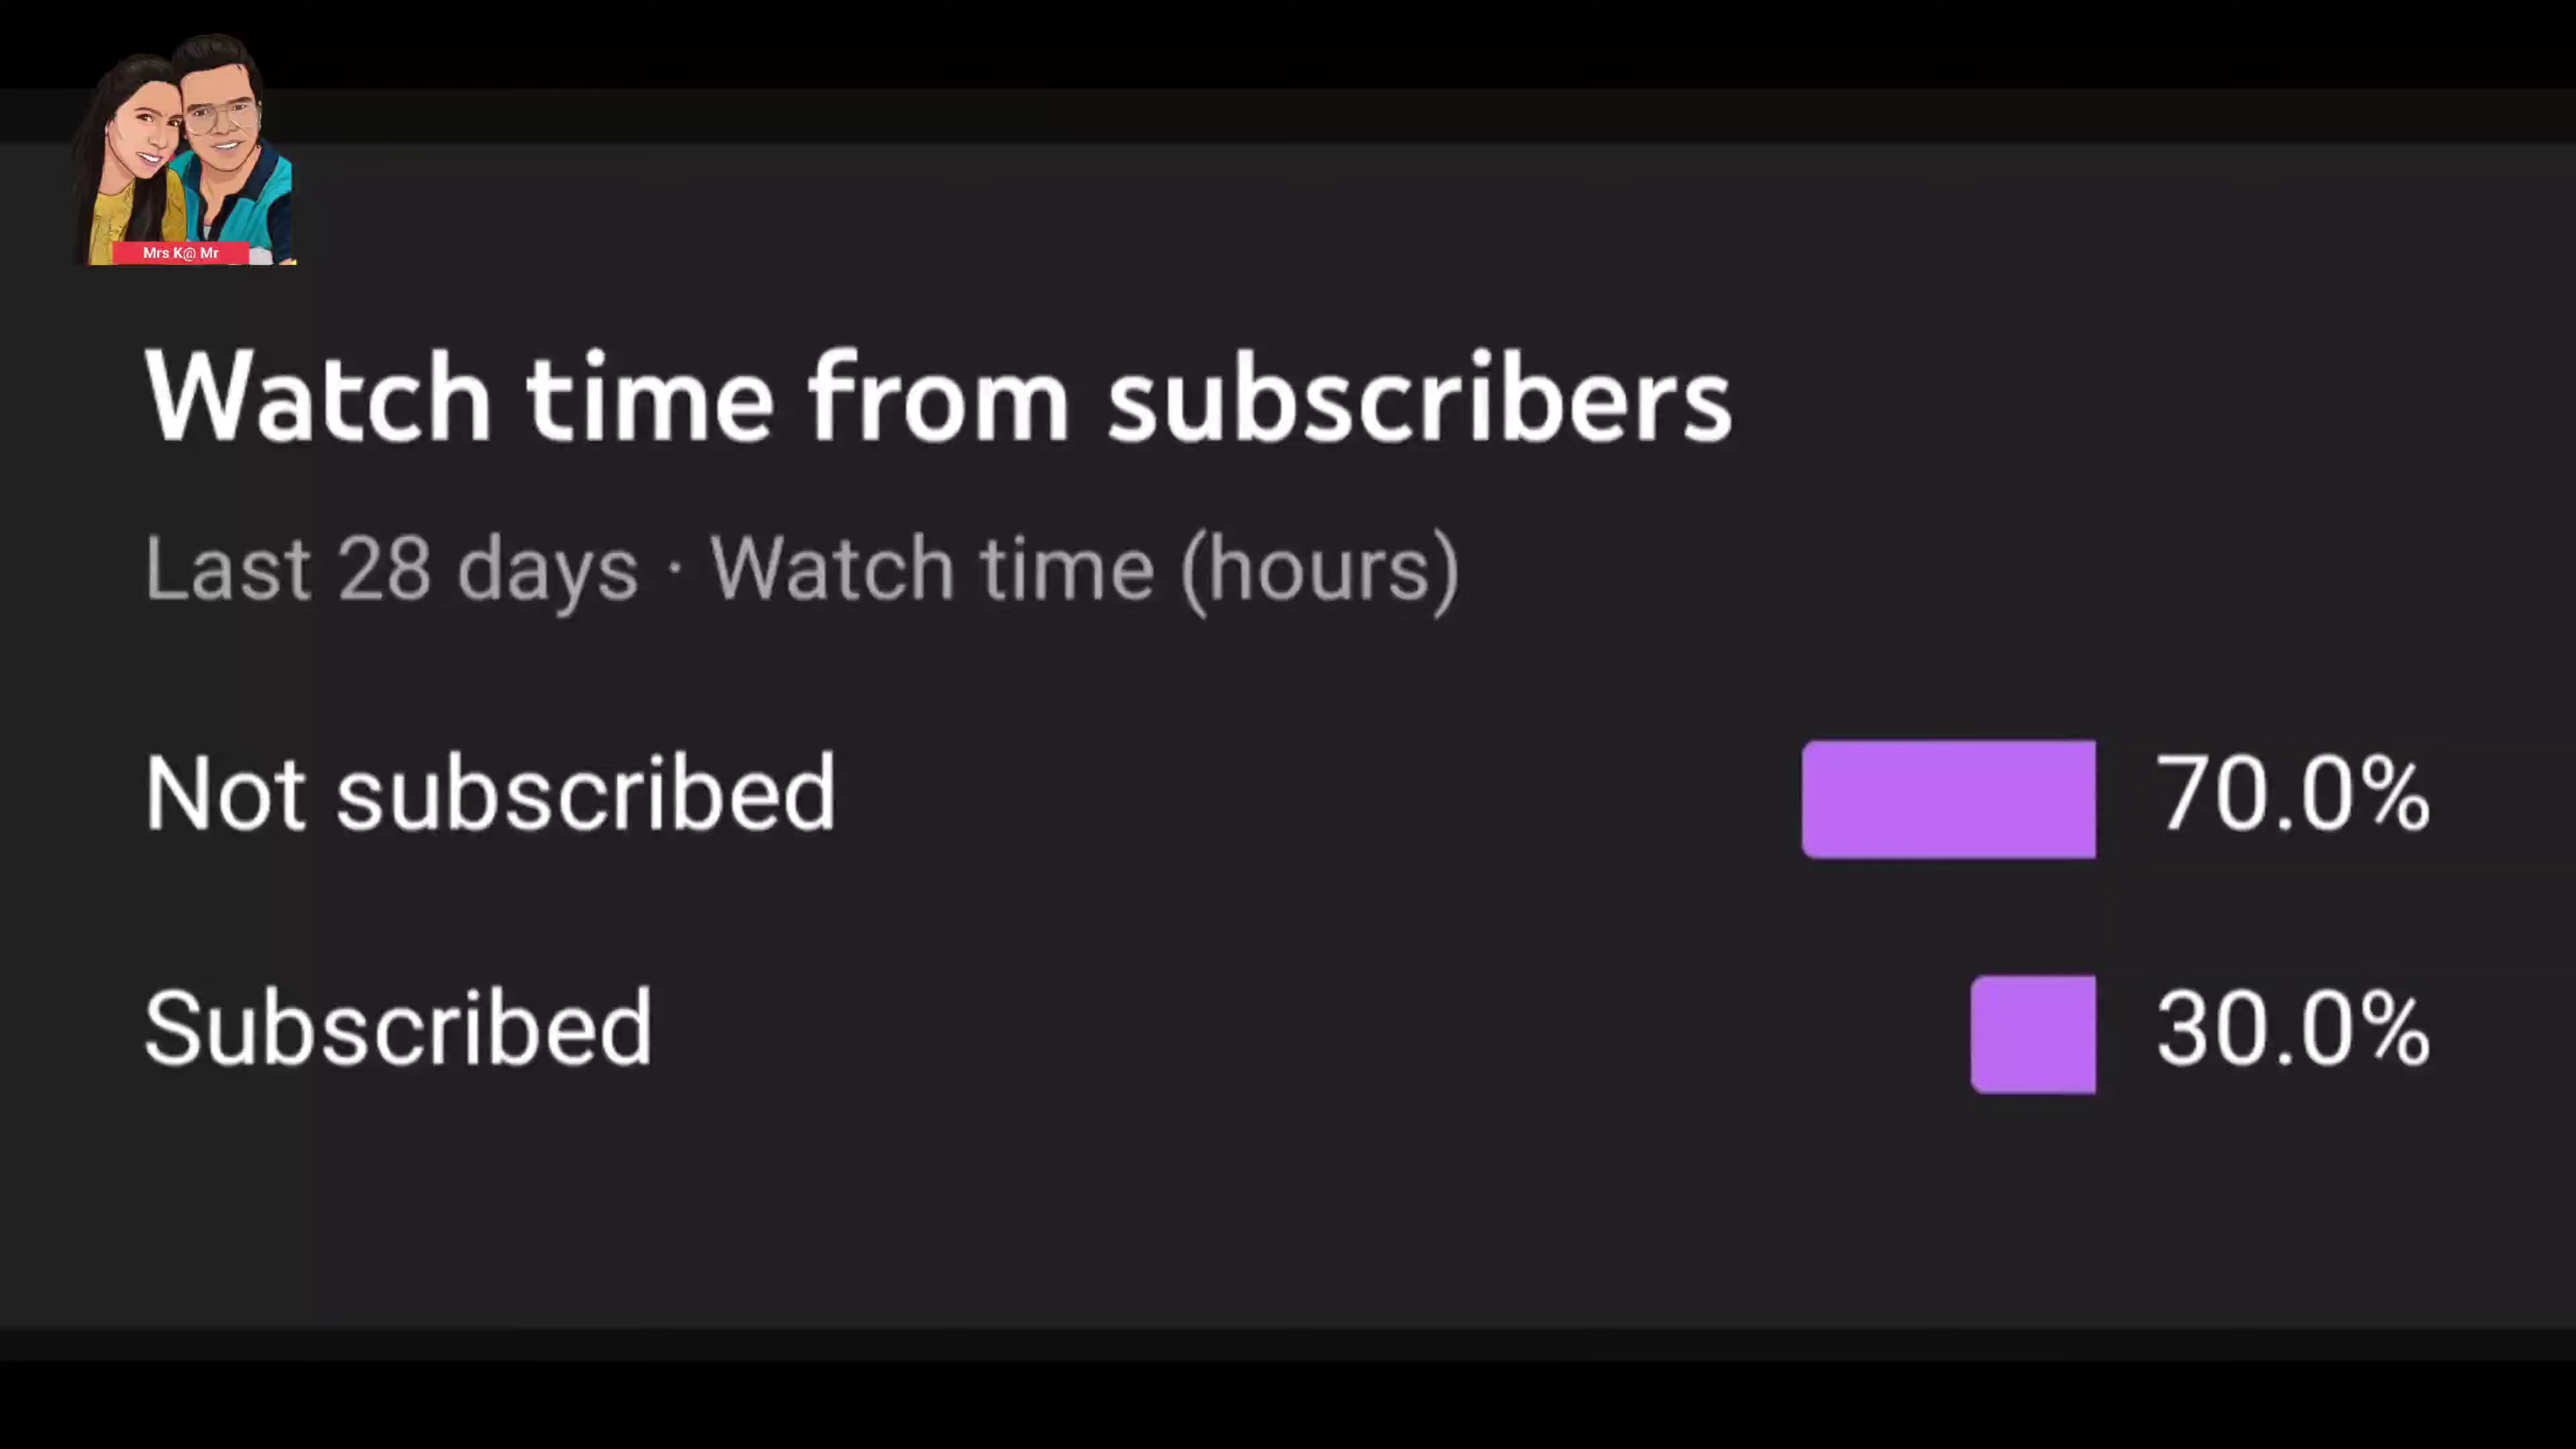 Mrs K@ Mr
Watch time from subscribers
Last 28 days · Watch time (hours)
Not subscribed 70.0%
Subscribed 30.0%